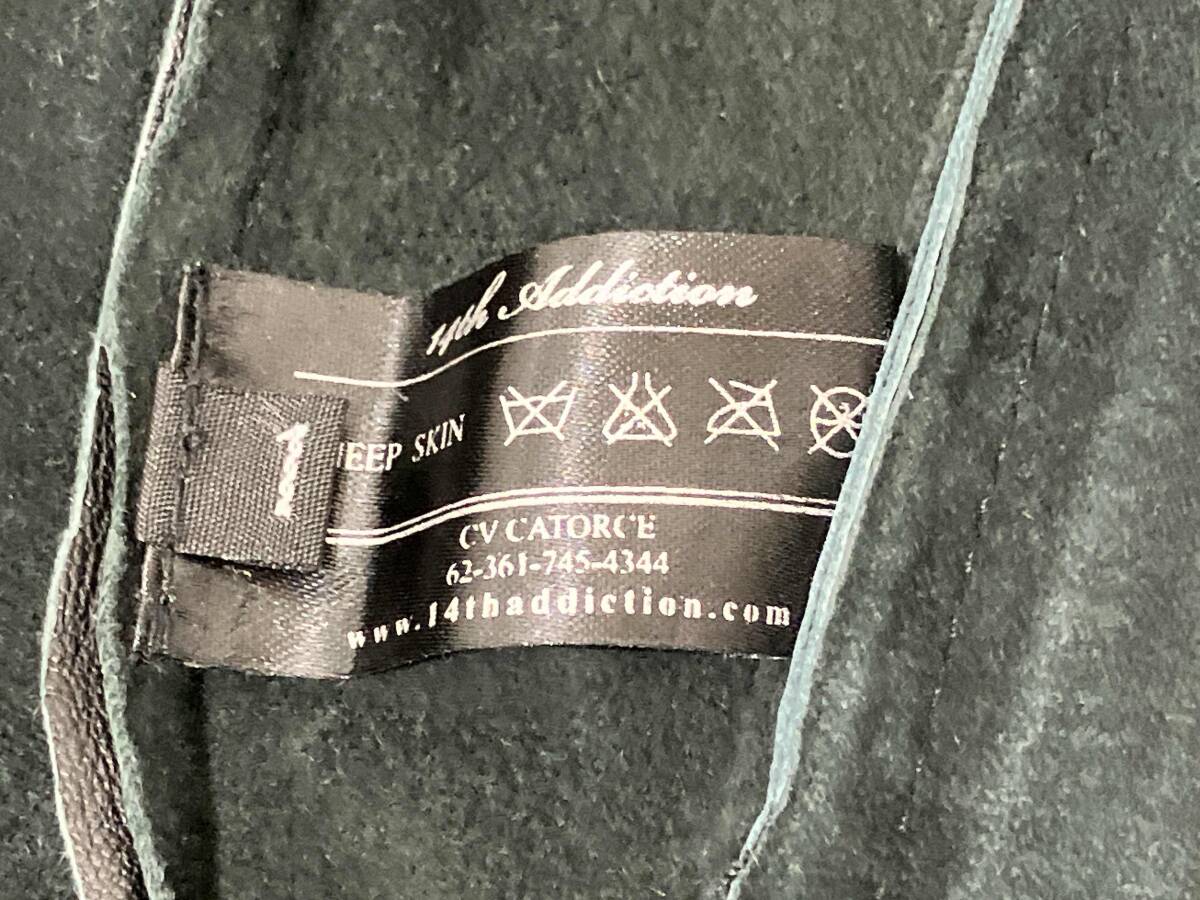 14th Addiction
1
EEP SKIN
CV CATORCE
62-361-745-4344
www.14thaddiction.com